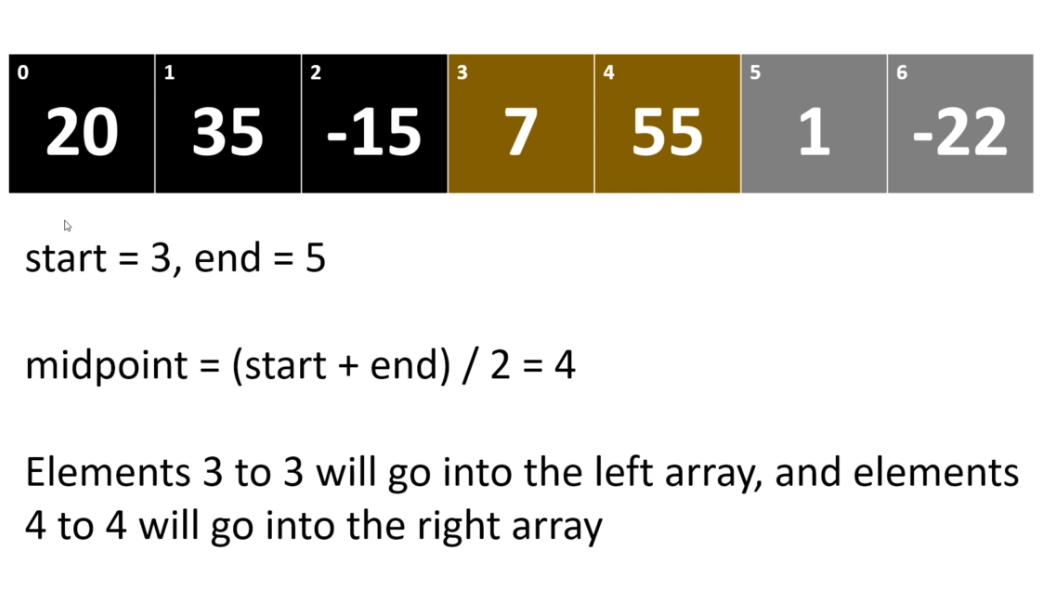 0 1 2 3 4 5 6
20 35 -15 7 55 1 -22
start = 3, end = 5
midpoint = (start + end) / 2 = 4
Elements 3 to 3 will go into the left array, and elements
4 to 4 will go into the right array